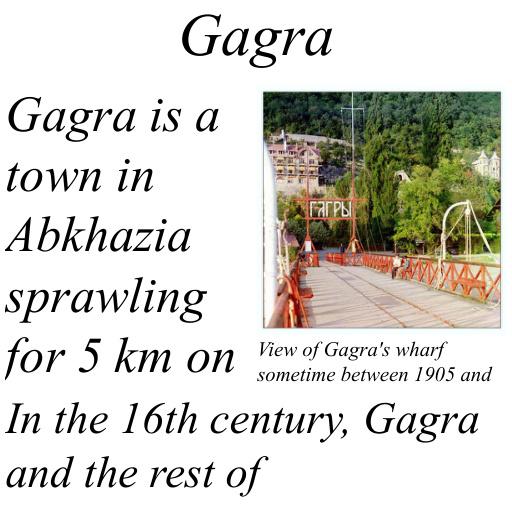 Gagra
Gagra is a
town in
Abkhazia
sprawling
for 5 km on
ГАГРЫ
View of Gagra's wharf
sometime between 1905 and
In the 16th century, Gagra
and the rest of